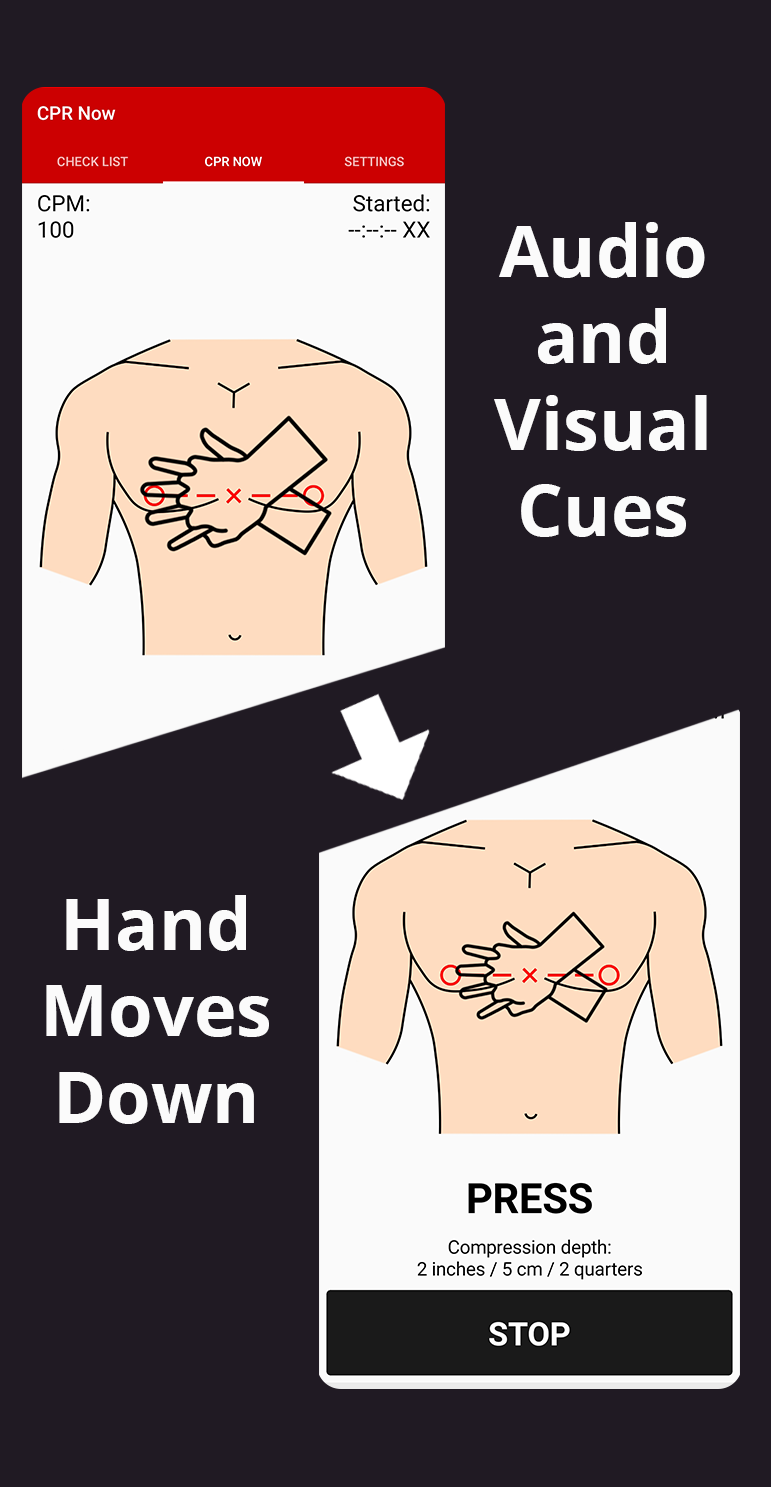 CPR Now
CHECK LIST CPR NOW SETTINGS
CPM: Started:
100 --:--:-- XX
Audio
and
Visual
Cues
Hand
Moves
Down
PRESS
Compression depth:
2 inches / 5 cm / 2 quarters
STOP